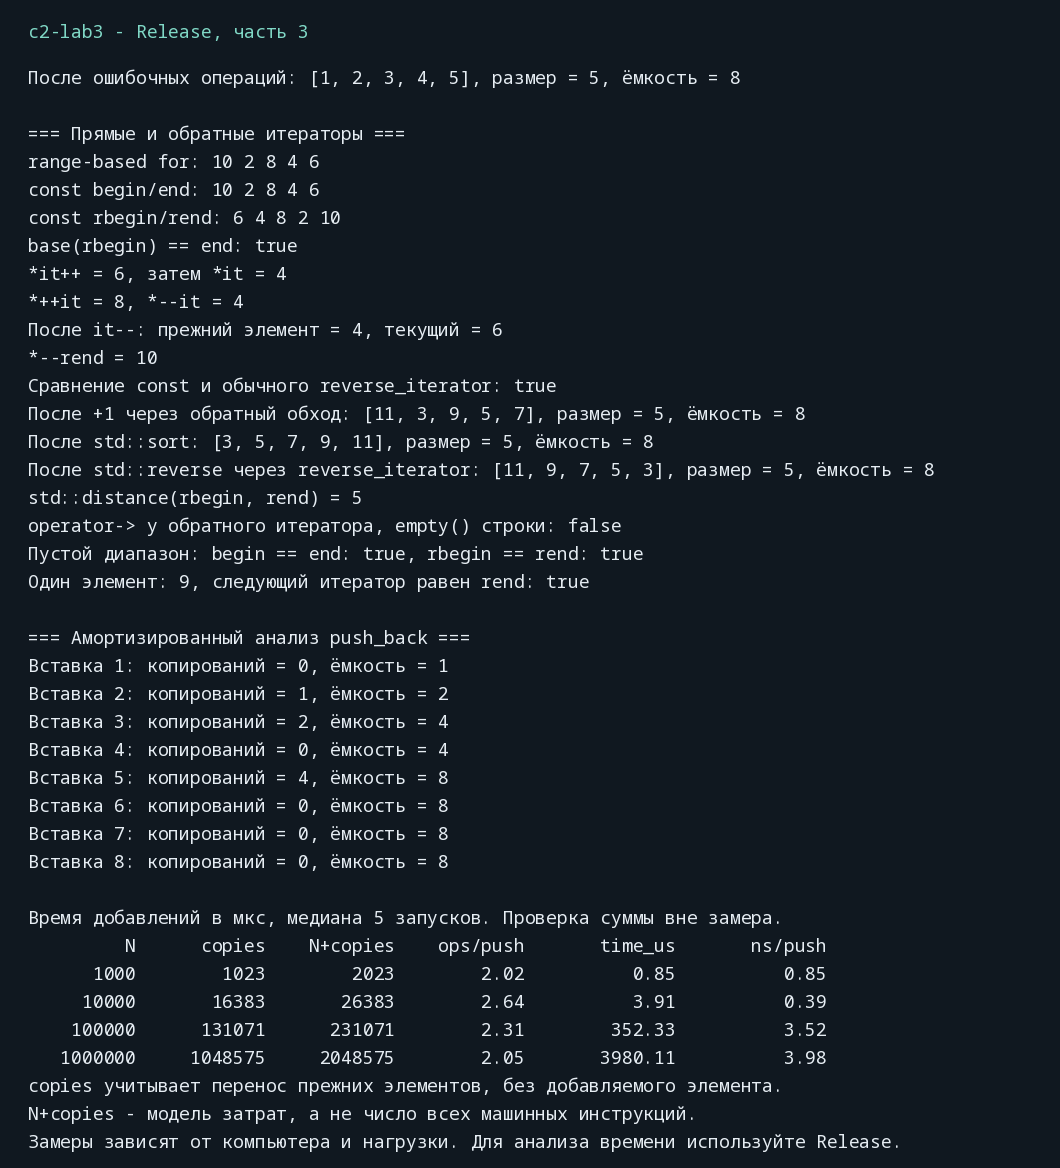 c2-lab3 - Release, часть 3
После ошибочных операций: [1, 2, 3, 4, 5], размер = 5, ёмкость = 8
=== Прямые и обратные итераторы ===
range-based for: 10 2 8 4 6
const begin/end: 10 2 8 4 6
const rbegin/rend: 6 4 8 2 10
base(rbegin) == end: true
*it++ = 6, затем *it = 4
*++it = 8, *--it = 4
После it--: прежний элемент = 4, текущий = 6
*--rend = 10
Сравнение const и обычного reverse_iterator: true
После +1 через обратный обход: [11, 3, 9, 5, 7], размер = 5, ёмкость = 8
После std::sort: [3, 5, 7, 9, 11], размер = 5, ёмкость = 8
После std::reverse через reverse_iterator: [11, 9, 7, 5, 3], размер = 5, ёмкость = 8
std::distance(rbegin, rend) = 5
operator-> у обратного итератора, empty() строки: false
Пустой диапазон: begin == end: true, rbegin == rend: true
Один элемент: 9, следующий итератор равен rend: true
=== Амортизированный анализ push_back ===
Вставка 1: копирований = 0, ёмкость = 1
Вставка 2: копирований = 1, ёмкость = 2
Вставка 3: копирований = 2, ёмкость = 4
Вставка 4: копирований = 0, ёмкость = 4
Вставка 5: копирований = 4, ёмкость = 8
Вставка 6: копирований = 0, ёмкость = 8
Вставка 7: копирований = 0, ёмкость = 8
Вставка 8: копирований = 0, ёмкость = 8
Время добавлений в мкс, медиана 5 запусков. Проверка суммы вне замера.
N copies N+copies ops/push time_us ns/push
1000 1023 2023 2.02 0.85 0.85
10000 16383 26383 2.64 3.91 0.39
100000 131071 231071 2.31 352.33 3.52
1000000 1048575 2048575 2.05 3980.11 3.98
copies учитывает перенос прежних элементов, без добавляемого элемента.
N+copies - модель затрат, а не число всех машинных инструкций.
Замеры зависят от компьютера и нагрузки. Для анализа времени используйте Release.